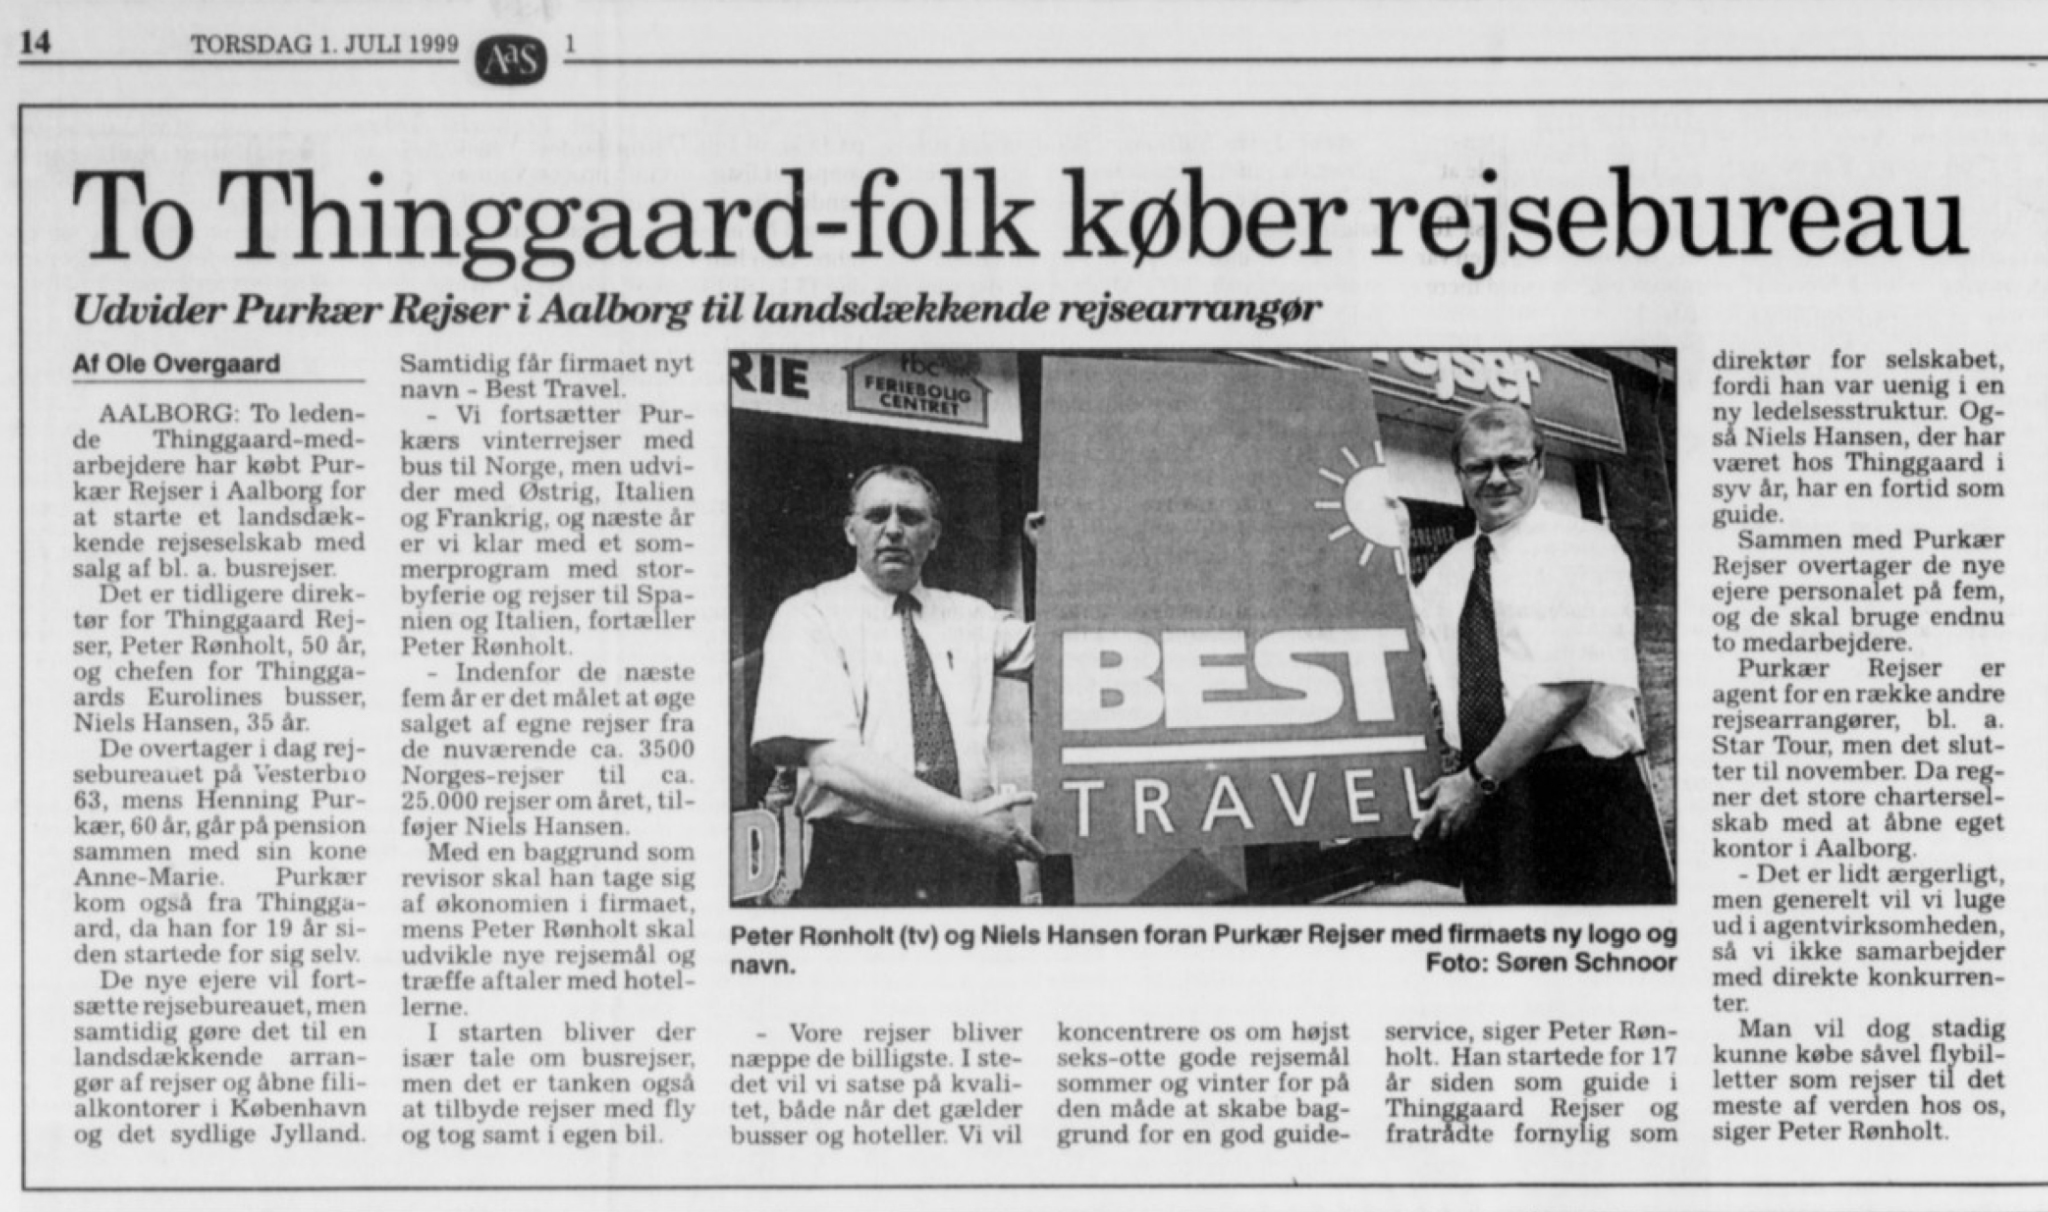 14
TORSDAG 1. JULI 1999
AaS
1
To Thinggaard-folk køber rejsebureau
Udvider Purkær Rejser i Aalborg til landsdækkende rejsearrangør
Af Ole Overgaard
AALBORG: To leden-
de Thinggaard-med-
arbejdere har købt Pur-
kær Rejser i Aalborg for
at starte et landsdæk-
kende rejseselskab med
salg af bl. a. busrejser.
Det er tidligere direk-
tør for Thinggaard Rej-
ser, Peter Rønholt, 50 år,
og chefen for Thingga-
ards Eurolines busser,
Niels Hansen, 35 år.
De overtager i dag rej-
sebureauet på Vesterbro
63, mens Henning Pur-
kær, 60 år, går på pension
sammen med sin kone
Anne-Marie. Purkær
kom også fra Thingga-
ard, da han for 19 år si-
den startede for sig selv.
De nye ejere vil fort-
sætte rejsebureauet, men
samtidig gøre det til en
landsdækkende arran-
gør af rejser og åbne fili-
alkontorer i København
og det sydlige Jylland.
Samtidig får firmaet nyt
navn - Best Travel.
- Vi fortsætter Pur-
kærs vinterrejser med
bus til Norge, men udvi-
der med Østrig, Italien
og Frankrig, og næste år
er vi klar med et som-
merprogram med stor-
byferie og rejser til Spa-
nien og Italien, fortæller
Peter Rønholt.
- Indenfor de næste
fem år er det målet at øge
salget af egne rejser fra
de nuværende ca. 3500
Norges-rejser til ca.
25.000 rejser om året, til-
føjer Niels Hansen.
Med en baggrund som
revisor skal han tage sig
af økonomien i firmaet,
mens Peter Rønholt skal
udvikle nye rejsemål og
træffe aftaler med hotel-
lerne.
I starten bliver der
især tale om busrejser,
men det er tanken også
at tilbyde rejser med fly
og tog samt i egen bil.
RIE
rbc
FERIEBOLIG
CENTRET
rejser
BEST
TRAVEL
Peter Rønholt (tv) og Niels Hansen foran Purkær Rejser med firmaets ny logo og
navn.
Foto: Søren Schnoor
- Vore rejser bliver
næppe de billigste. I ste-
det vil vi satse på kvali-
tet, både når det gælder
busser og hoteller. Vi vil
koncentrere os om højst
seks-otte gode rejsemål
sommer og vinter for på
den måde at skabe bag-
grund for en god guide-
service, siger Peter Røn-
holt. Han startede for 17
år siden som guide i
Thinggaard Rejser og
fratrådte fornylig som
direktør for selskabet,
fordi han var uenig i en
ny ledelsesstruktur. Og-
så Niels Hansen, der har
været hos Thinggaard i
syv år, har en fortid som
guide.
Sammen med Purkær
Rejser overtager de nye
ejere personalet på fem,
og de skal bruge endnu
to medarbejdere.
Purkær Rejser er
agent for en række andre
rejsearrangører, bl. a.
Star Tour, men det slut-
ter til november. Da reg-
ner det store chartersel-
skab med at åbne eget
kontor i Aalborg.
- Det er lidt ærgerligt,
men generelt vil vi luge
ud i agentvirksomheden,
så vi ikke samarbejder
med direkte konkurren-
ter.
Man vil dog stadig
kunne købe såvel flybil-
letter som rejser til det
meste af verden hos os,
siger Peter Rønholt.